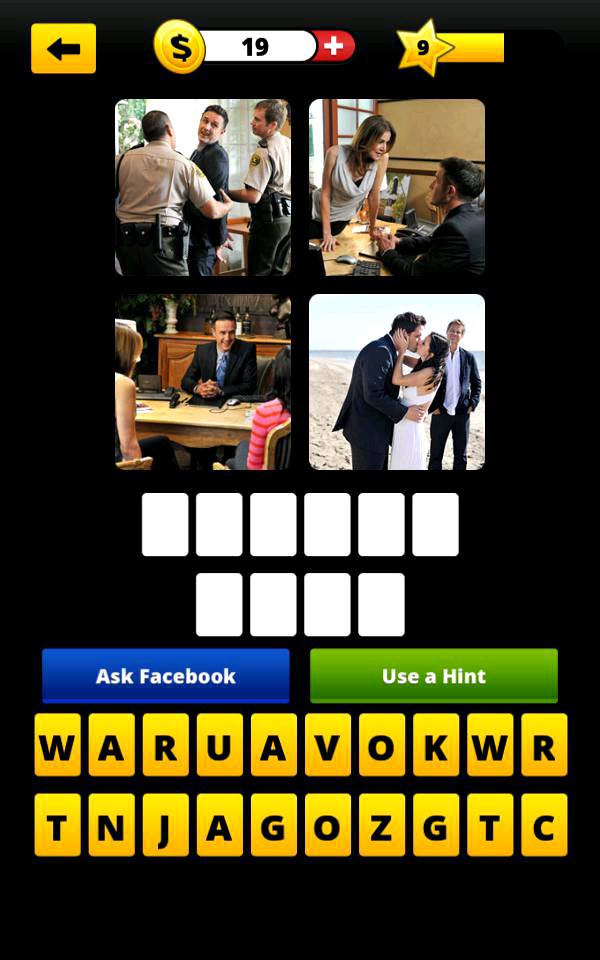 19
9
Ask Facebook
Use a Hint
W A R U A V O K W R
T N J A G O Z G T C